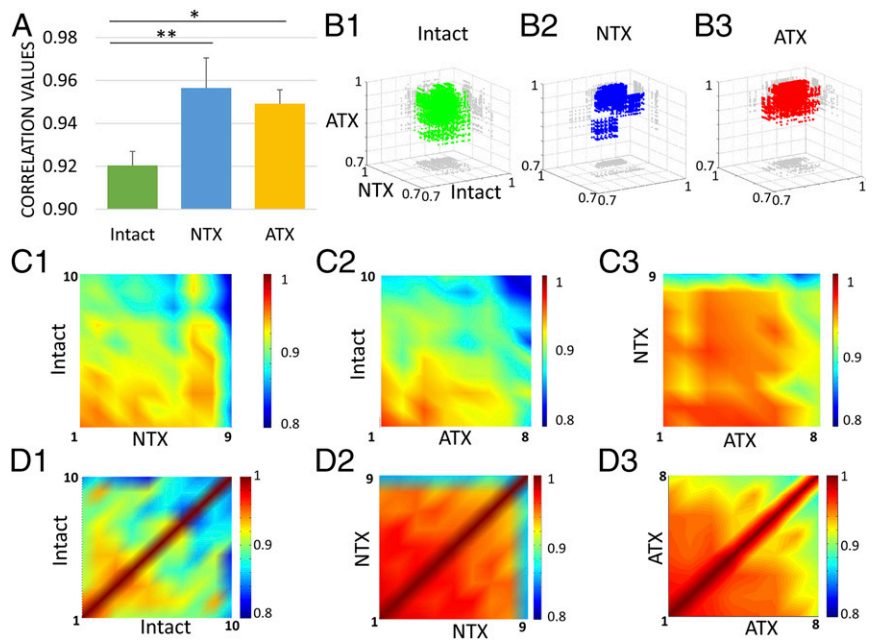 A
CORRELATION VALUES
0.98
0.96
0.94
0.92
0.90
*
**
Intact NTX ATX
B1
Intact
ATX
1
0.7
NTX
0.7
0.7
Intact
1
B2
NTX
1
0.7
0.7
1
B3
ATX
1
0.7
0.7
1
C1
10
Intact
1
NTX
9
1
0.9
0.8
C2
10
Intact
1
ATX
8
1
0.9
0.8
C3
9
NTX
1
ATX
8
1
0.9
0.8
D1
10
Intact
1
Intact
10
1
0.9
0.8
D2
9
NTX
1
NTX
9
1
0.9
0.8
D3
8
ATX
1
ATX
8
1
0.9
0.8